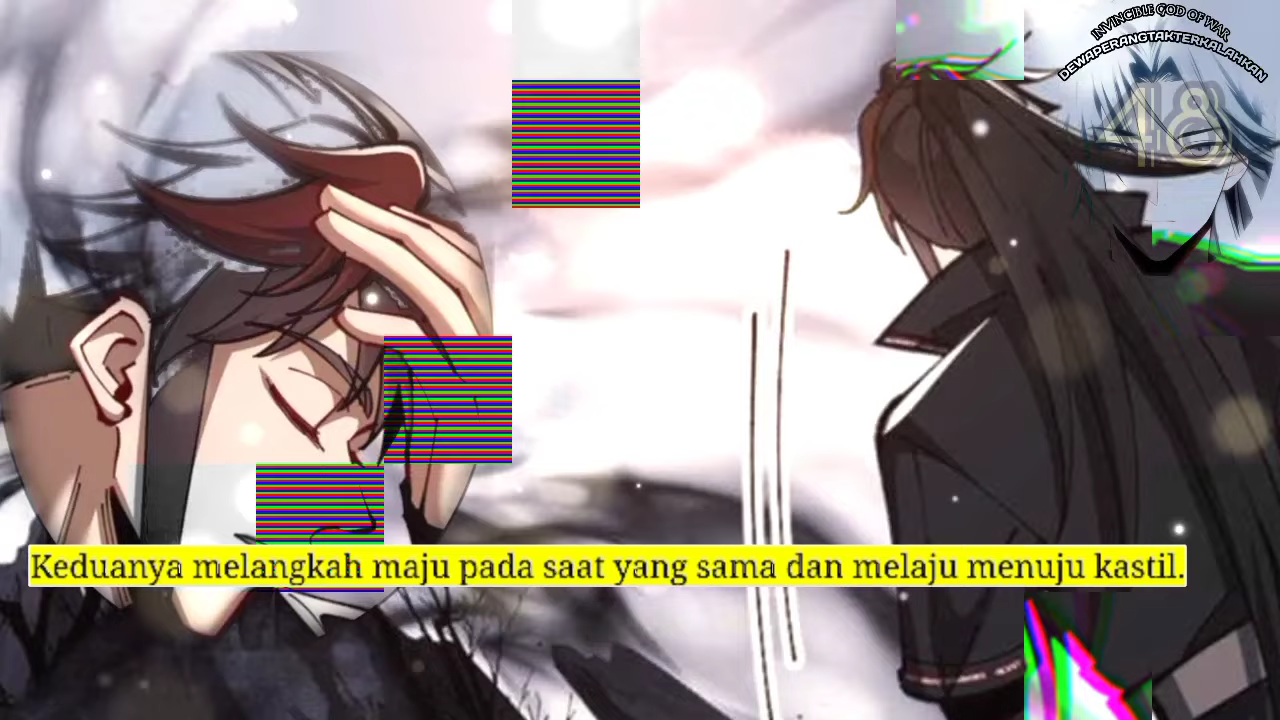 INVINCIBLE GOD OF WAR
DEWAPERANGTAKTERKALAHKAN
48
Keduanya melangkah maju pada saat yang sama dan melaju menuju kastil.